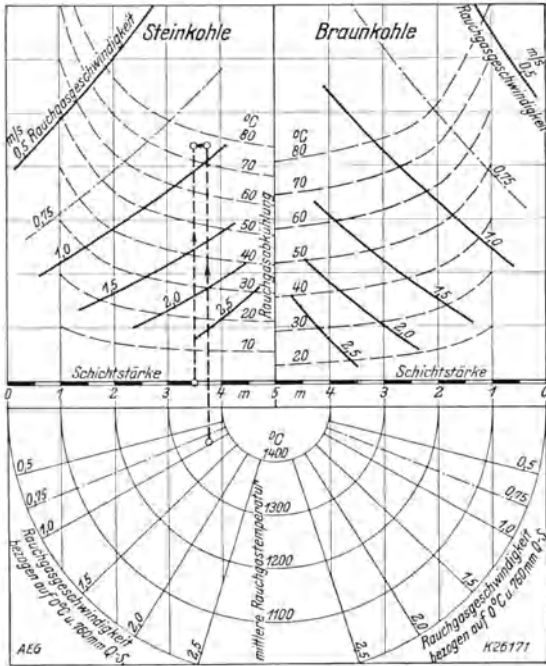 Steinkohle
Braunkohle
m/s
0,5 Rauchgasgeschwindigkeit
Rauchgasgeschwindigkeit
m/s
0,5
0,75
1,0
1,5
2,0
2,5
°C
80
70
60
50
40
30
20
10
Rauchgasabkühlung
°C
80
70
60
50
40
30
20
0,75
1,0
1,5
2,0
2,5
Schichtstärke
Schichtstärke
0 1 2 3 4 m 5 m 4 3 2 1 0
°C
1400
1300
1200
1100
mittlere Rauchgastemperatur
0,5
0,75
1,0
1,5
2,0
2,5
Rauchgasgeschwindigkeit
bezogen auf 0°C u. 760mm Q-S
0,5
0,75
1,0
1,5
2,0
2,5
Rauchgasgeschwindigkeit
bezogen auf 0°C u. 760mm Q-S
AEG
K26171